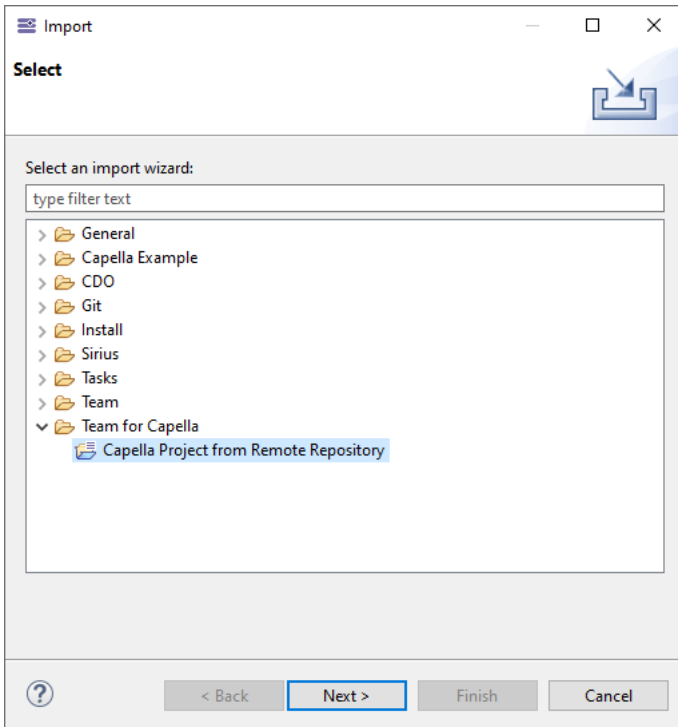 Import
Select
Select an import wizard:
type filter text
General
Capella Example
CDO
Git
Install
Sirius
Tasks
Team
Team for Capella
Capella Project from Remote Repository
?
< Back Next > Finish Cancel